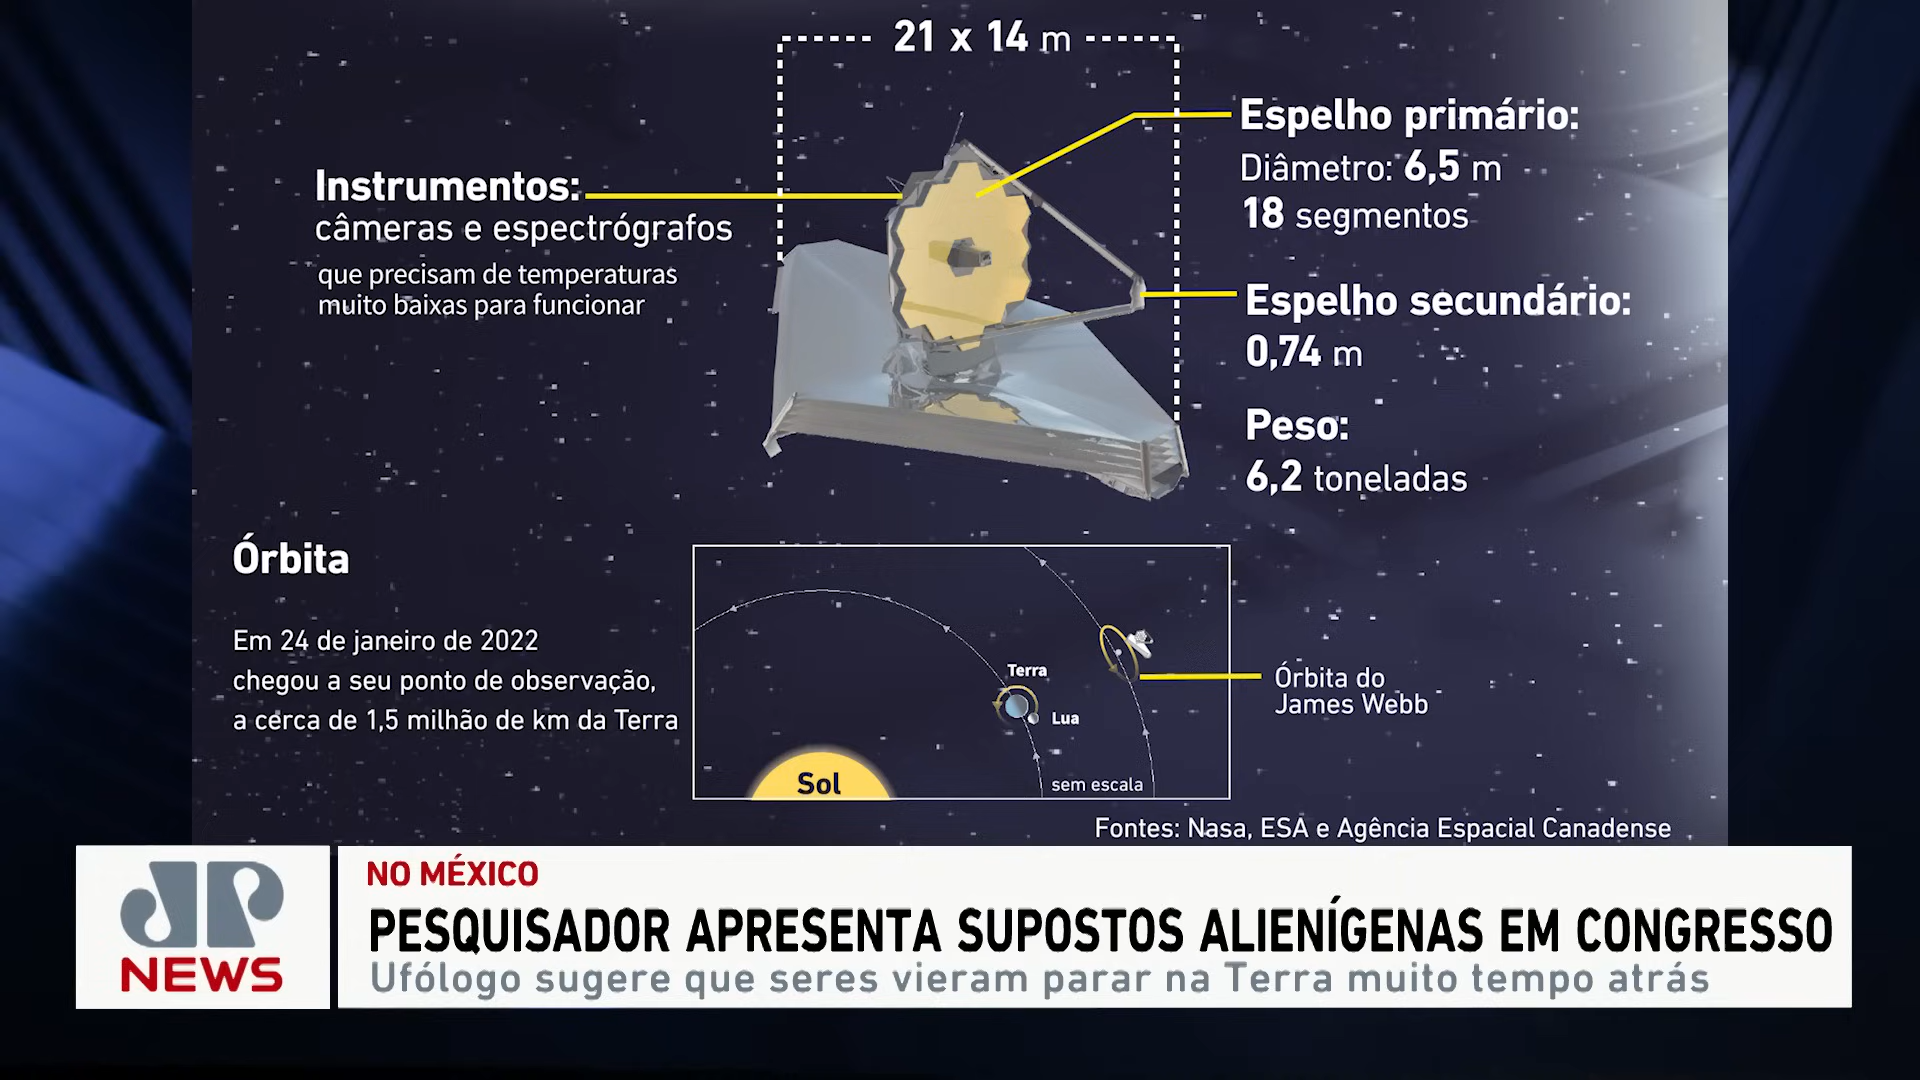 21 x 14 m
Instrumentos:
câmeras e espectrógrafos
que precisam de temperaturas
muito baixas para funcionar
Espelho primário:
Diâmetro: 6,5 m
18 segmentos
Espelho secundário:
0,74 m
Peso:
6,2 toneladas
Órbita
Em 24 de janeiro de 2022
chegou a seu ponto de observação,
a cerca de 1,5 milhão de km da Terra
Terra
Lua
Sol
sem escala
Órbita do
James Webb
Fontes: Nasa, ESA e Agência Espacial Canadense
JP
NEWS
NO MÉXICO
PESQUISADOR APRESENTA SUPOSTOS ALIENÍGENAS EM CONGRESSO
Ufólogo sugere que seres vieram parar na Terra muito tempo atrás